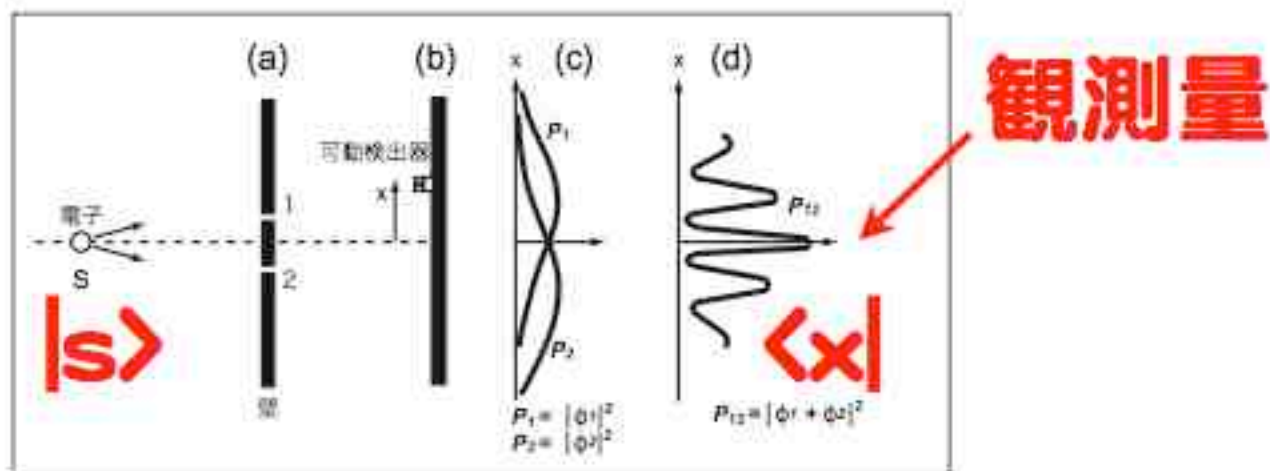 (a)
(b)
x
(c)
x
(d)
観測量
可動検出器
x
P₁
P₁₂
電子
S
1
2
P₂
|s>
<x|
壁
P₁= |ϕ₁|²
P₂= |ϕ₂|²
P₁₂=|ϕ₁ + ϕ₂|²